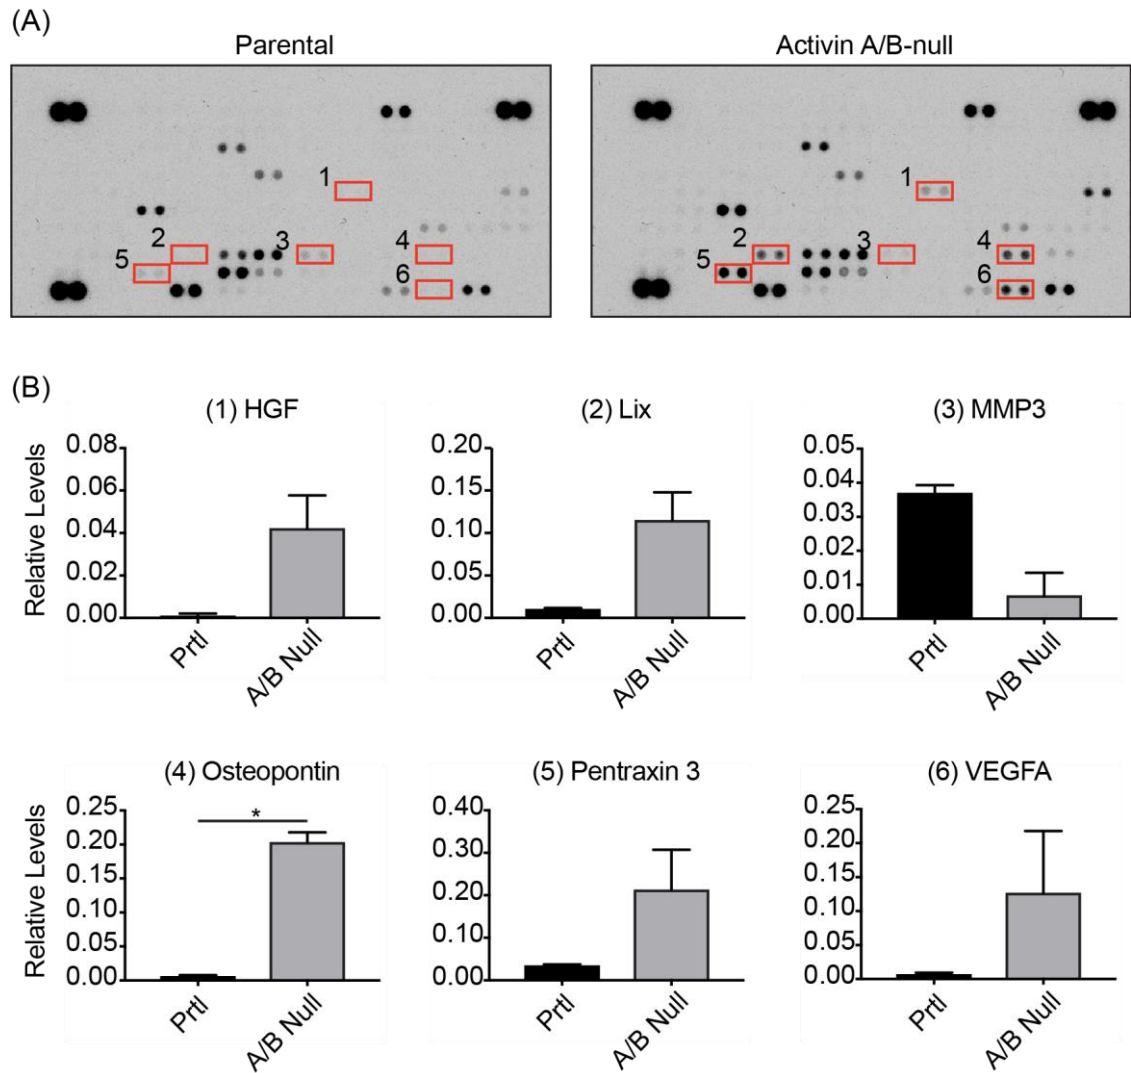 (A)
Parental
Activin A/B-null
1
2
3
4
5
6
1
2
3
4
5
6
(B)
(1) HGF
Relative Levels
0.08
0.06
0.04
0.02
0.00
Prtl
A/B Null
(2) Lix
0.20
0.15
0.10
0.05
0.00
Prtl
A/B Null
(3) MMP3
0.05
0.04
0.03
0.02
0.01
0.00
Prtl
A/B Null
(4) Osteopontin
Relative Levels
0.25
0.20
0.15
0.10
0.05
0.00
*
Prtl
A/B Null
(5) Pentraxin 3
0.40
0.30
0.20
0.10
0.00
Prtl
A/B Null
(6) VEGFA
0.25
0.20
0.15
0.10
0.05
0.00
Prtl
A/B Null